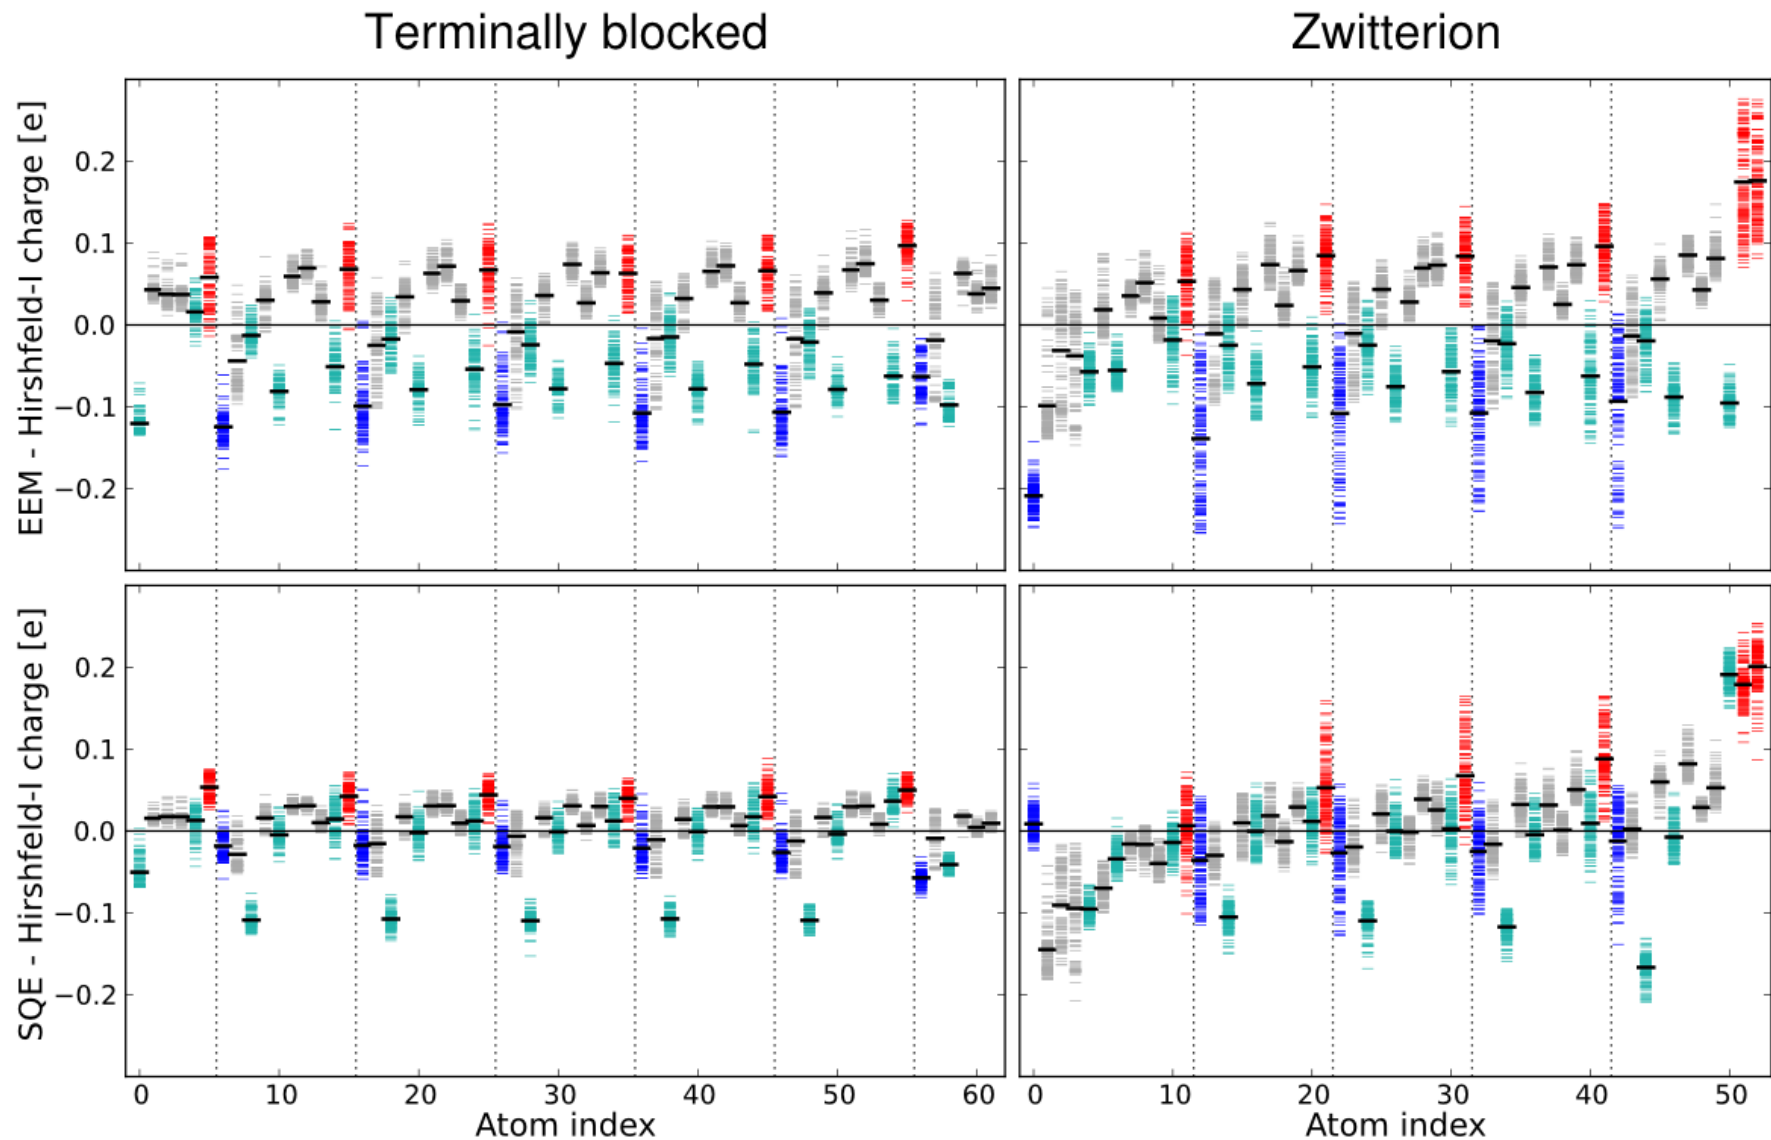 Terminally blocked
Zwitterion
EEM - Hirshfeld-I charge [e]
0.2
0.1
0.0
−0.1
−0.2
SQE - Hirshfeld-I charge [e]
0.2
0.1
0.0
−0.1
−0.2
0 10 20 30 40 50 60
0 10 20 30 40 50
Atom index
Atom index